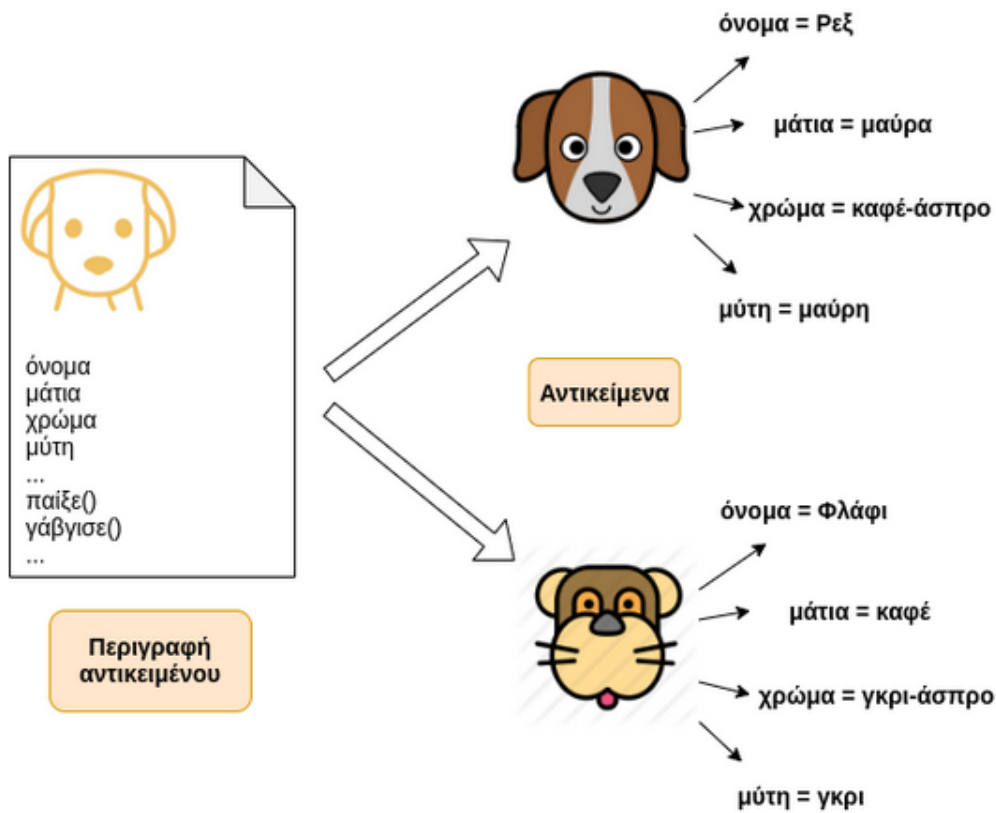 όνομα
μάτια
χρώμα
μύτη
...
παίξε()
γάβγισε()
...
Περιγραφή
αντικειμένου
όνομα = Ρεξ
μάτια = μαύρα
χρώμα = καφέ-άσπρο
μύτη = μαύρη
Αντικείμενα
όνομα = Φλάφι
μάτια = καφέ
χρώμα = γκρι-άσπρο
μύτη = γκρι